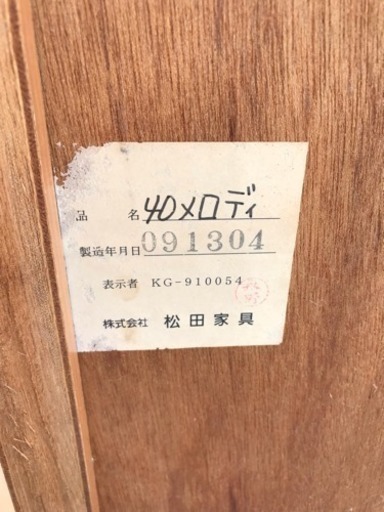 品 名 40メロディ
製造年月日 091304
表示者 KG-910054
株式会社 松田家具